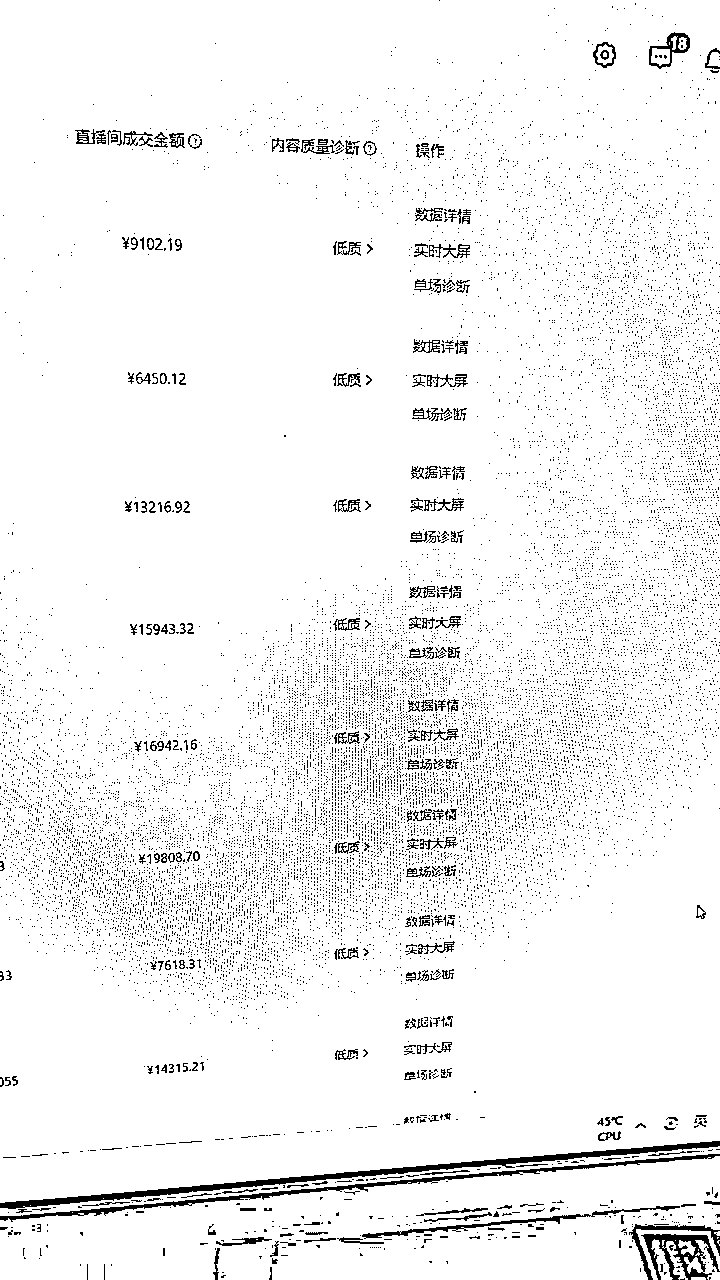 18
直播间成交金额 内容质量诊断 操作
数据详情
¥9102.19 低质 > 实时大屏
单场诊断
数据详情
¥6450.12 低质 > 实时大屏
单场诊断
数据详情
¥13216.92 低质 > 实时大屏
单场诊断
数据详情
¥15943.32 低质 > 实时大屏
单场诊断
数据详情
¥16942.16 低质 > 实时大屏
单场诊断
数据详情
3 ¥19808.70 低质 > 实时大屏
单场诊断
数据详情
33 ¥7618.31 低质 > 实时大屏
单场诊断
数据详情
055 ¥14315.21 低质 > 实时大屏
单场诊断
数据详情
45°C 英
CPU